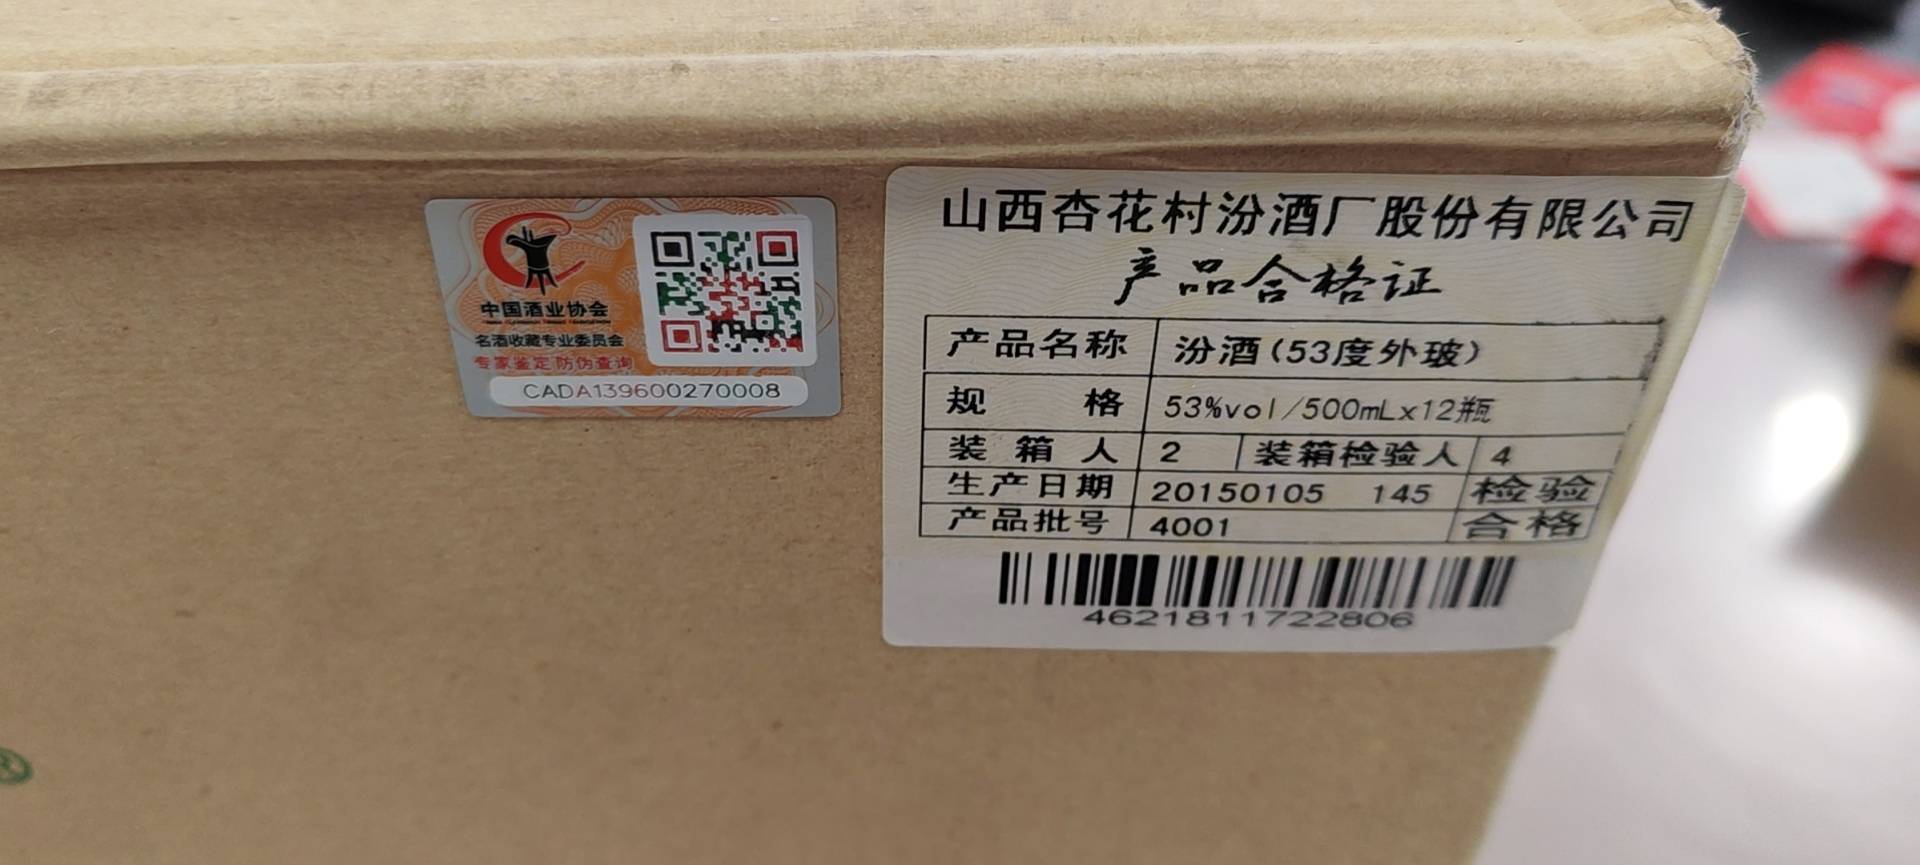 中国酒业协会
名酒收藏专业委员会
专家鉴定 防伪查询
CADA139600270008
山西杏花村汾酒厂股份有限公司
产品合格证
产品名称 汾酒(53度外玻)
规 格 53%vol/500mLx12瓶
装箱人 2 装箱检验人 4
生产日期 20150105 145 检验
产品批号 4001 合格
4621811722806